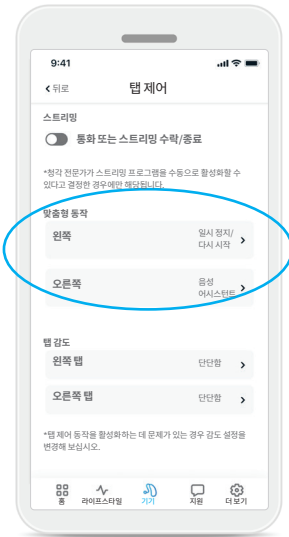 9:41
뒤로 탭 제어
스트리밍
통화 또는 스트리밍 수락/종료
*청각 전문가가 스트리밍 프로그램을 수동으로 활성화할 수
있다고 결정한 경우에만 해당됩니다.
맞춤형 동작
왼쪽 일시 정지/
다시 시작
오른쪽 음성
어시스턴트
탭 감도
왼쪽 탭 단단함
오른쪽 탭 단단함
*탭 제어 동작을 활성화하는 데 문제가 있는 경우 감도 설정을
변경해 보십시오.
홈 라이프스타일 기기 지원 더 보기